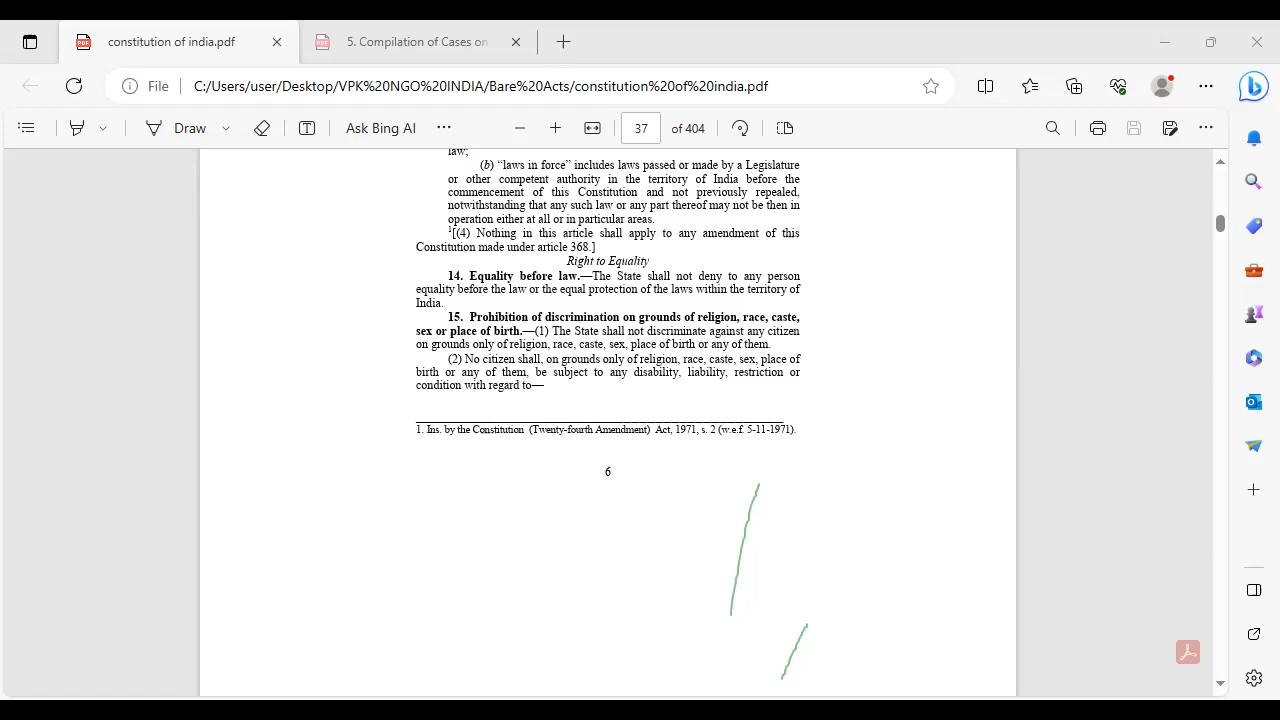 constitution of india.pdf
5. Compilation of Cases on
File
C:/Users/user/Desktop/VPK%20NGO%20INDIA/Bare%20Acts/constitution%20of%20india.pdf
Draw
Ask Bing AI
37 of 404
law;
(b) “laws in force” includes laws passed or made by a Legislature
or other competent authority in the territory of India before the
commencement of this Constitution and not previously repealed,
notwithstanding that any such law or any part thereof may not be then in
operation either at all or in particular areas.
1[(4) Nothing in this article shall apply to any amendment of this
Constitution made under article 368.]
Right to Equality
14. Equality before law.—The State shall not deny to any person
equality before the law or the equal protection of the laws within the territory of
India.
15. Prohibition of discrimination on grounds of religion, race, caste,
sex or place of birth.—(1) The State shall not discriminate against any citizen
on grounds only of religion, race, caste, sex, place of birth or any of them.
(2) No citizen shall, on grounds only of religion, race, caste, sex, place of
birth or any of them, be subject to any disability, liability, restriction or
condition with regard to—
1. Ins. by the Constitution (Twenty-fourth Amendment) Act, 1971, s. 2 (w.e.f. 5-11-1971).
6